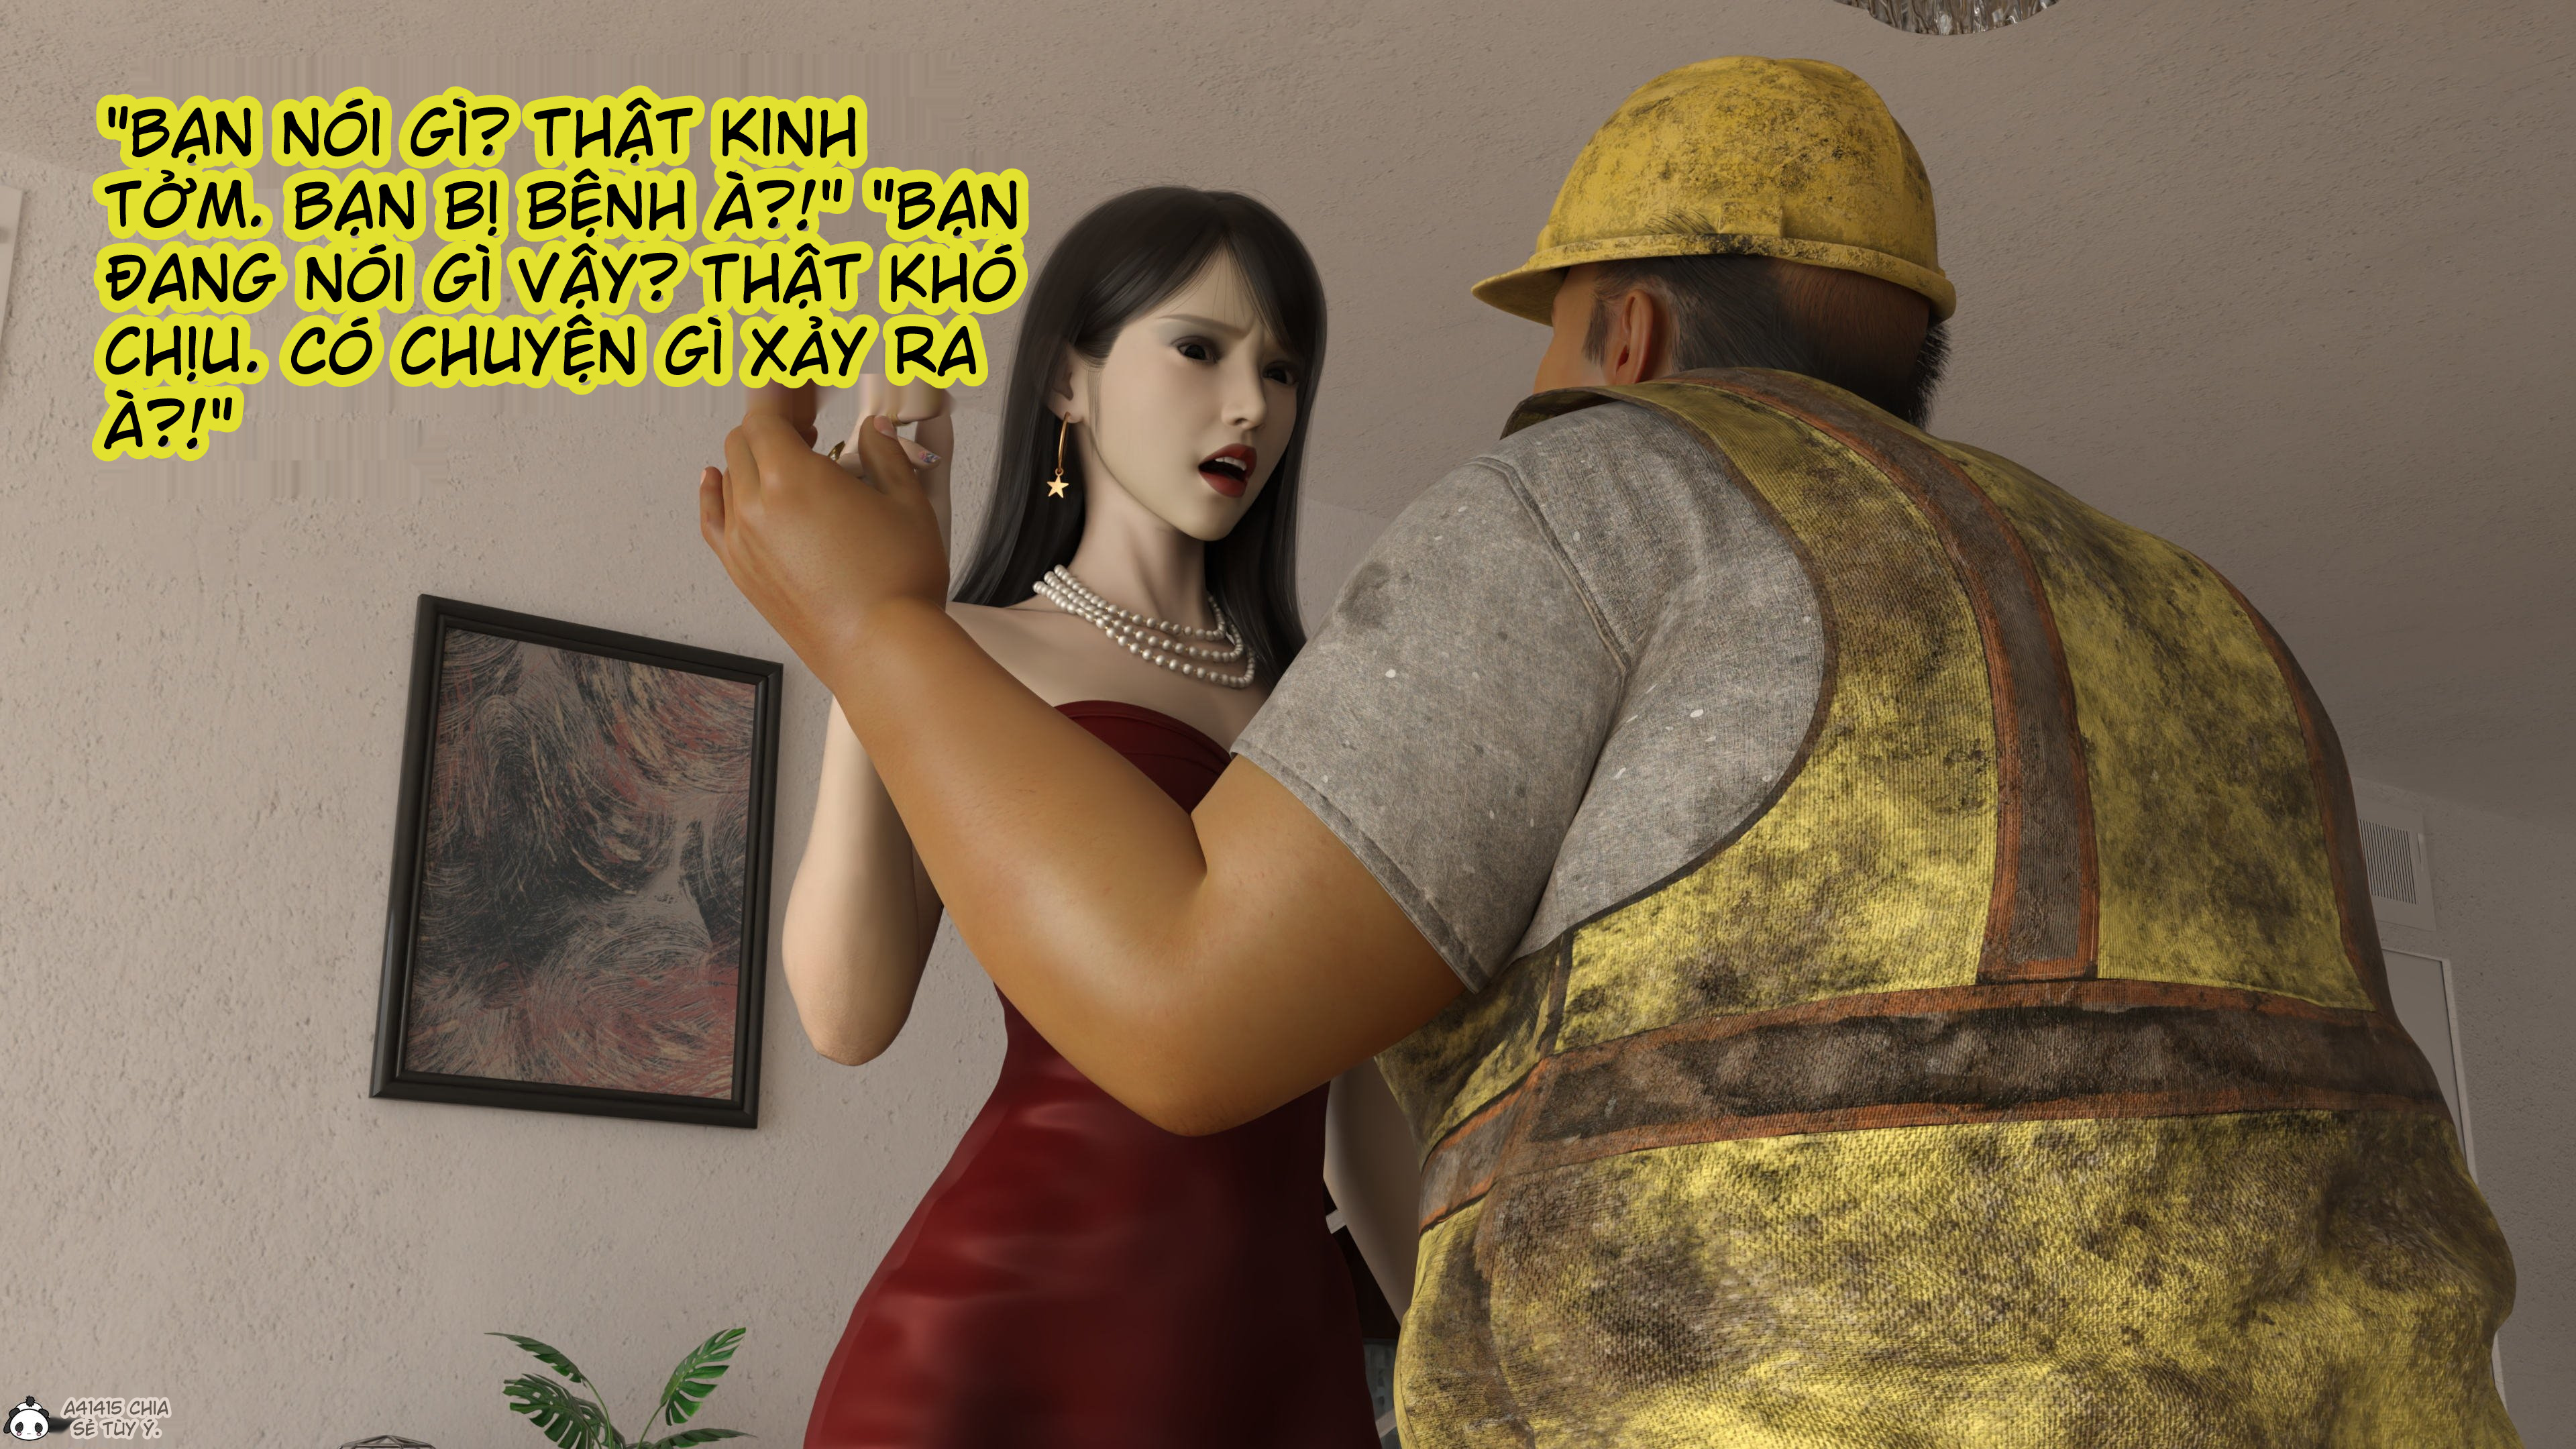 "BẠN NÓI GÌ? THẬT KINH
TỞM. BẠN BỊ BỆNH À?!" "BẠN
ĐANG NÓI GÌ VẬY? THẬT KHÓ
CHỊU. CÓ CHUYỆN GÌ XẢY RA
À?!"
A41415 CHIA
SẺ TÙY Ý.